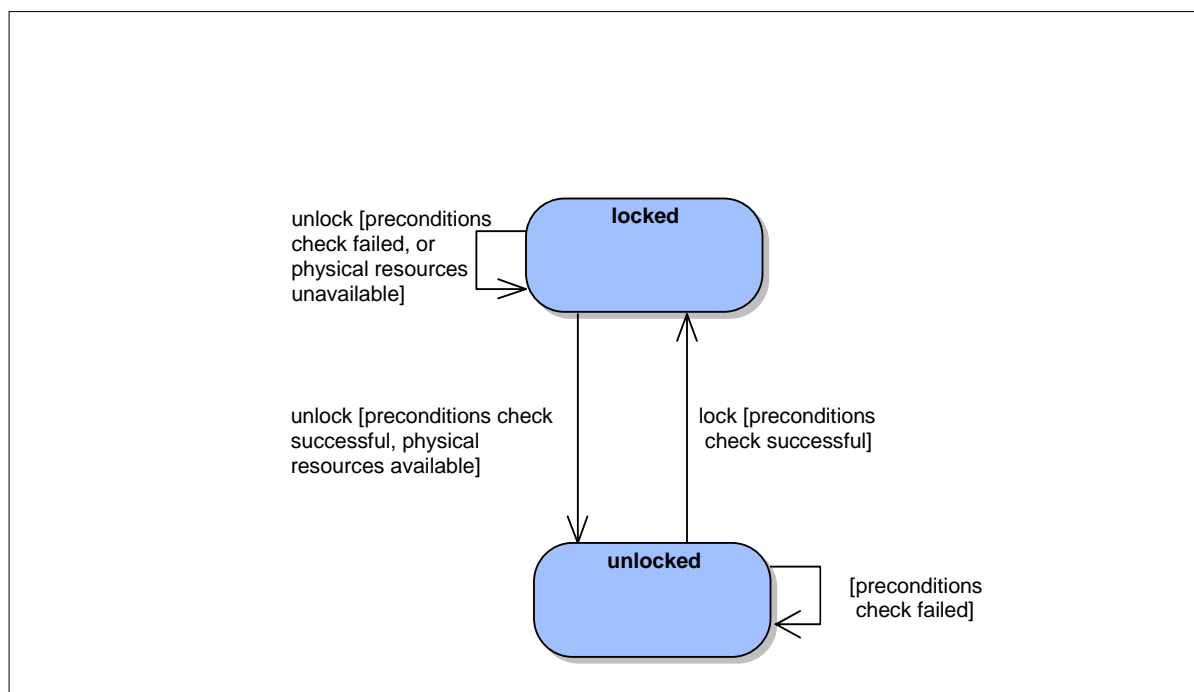 locked
unlock [preconditions
check failed, or
physical resources
unavailable]
unlock [preconditions check
successful, physical
resources available]
lock [preconditions
check successful]
unlocked
[preconditions
check failed]